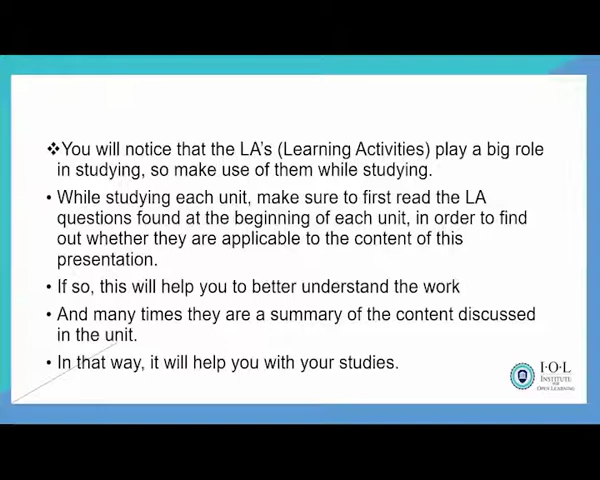 ❖You will notice that the LA's (Learning Activities) play a big role
in studying, so make use of them while studying.
• While studying each unit, make sure to first read the LA
questions found at the beginning of each unit, in order to find
out whether they are applicable to the content of this
presentation.
• If so, this will help you to better understand the work
• And many times they are a summary of the content discussed
in the unit.
• In that way, it will help you with your studies.
I·O·L
INSTITUTE
FOR
OPEN LEARNING